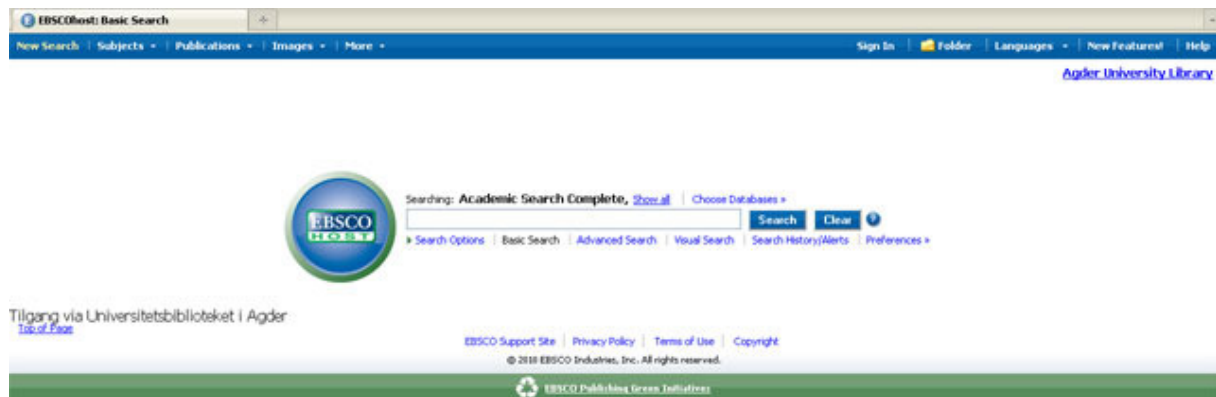 EBSCOhost: Basic Search
New Search Subjects Publications Images More Sign In Folder Languages New Features! Help
Agder University Library
Searching: Academic Search Complete, Show all Choose Databases »
EBSCO
HOST
Search Clear
Search Options Basic Search Advanced Search Visual Search Search History/Alerts Preferences »
Tilgang via Universitetsbiblioteket i Agder
Top of Page
EBSCO Support Site Privacy Policy Terms of Use Copyright
© 2010 EBSCO Industries, Inc. All rights reserved.
EBSCO Publishing Green Initiatives